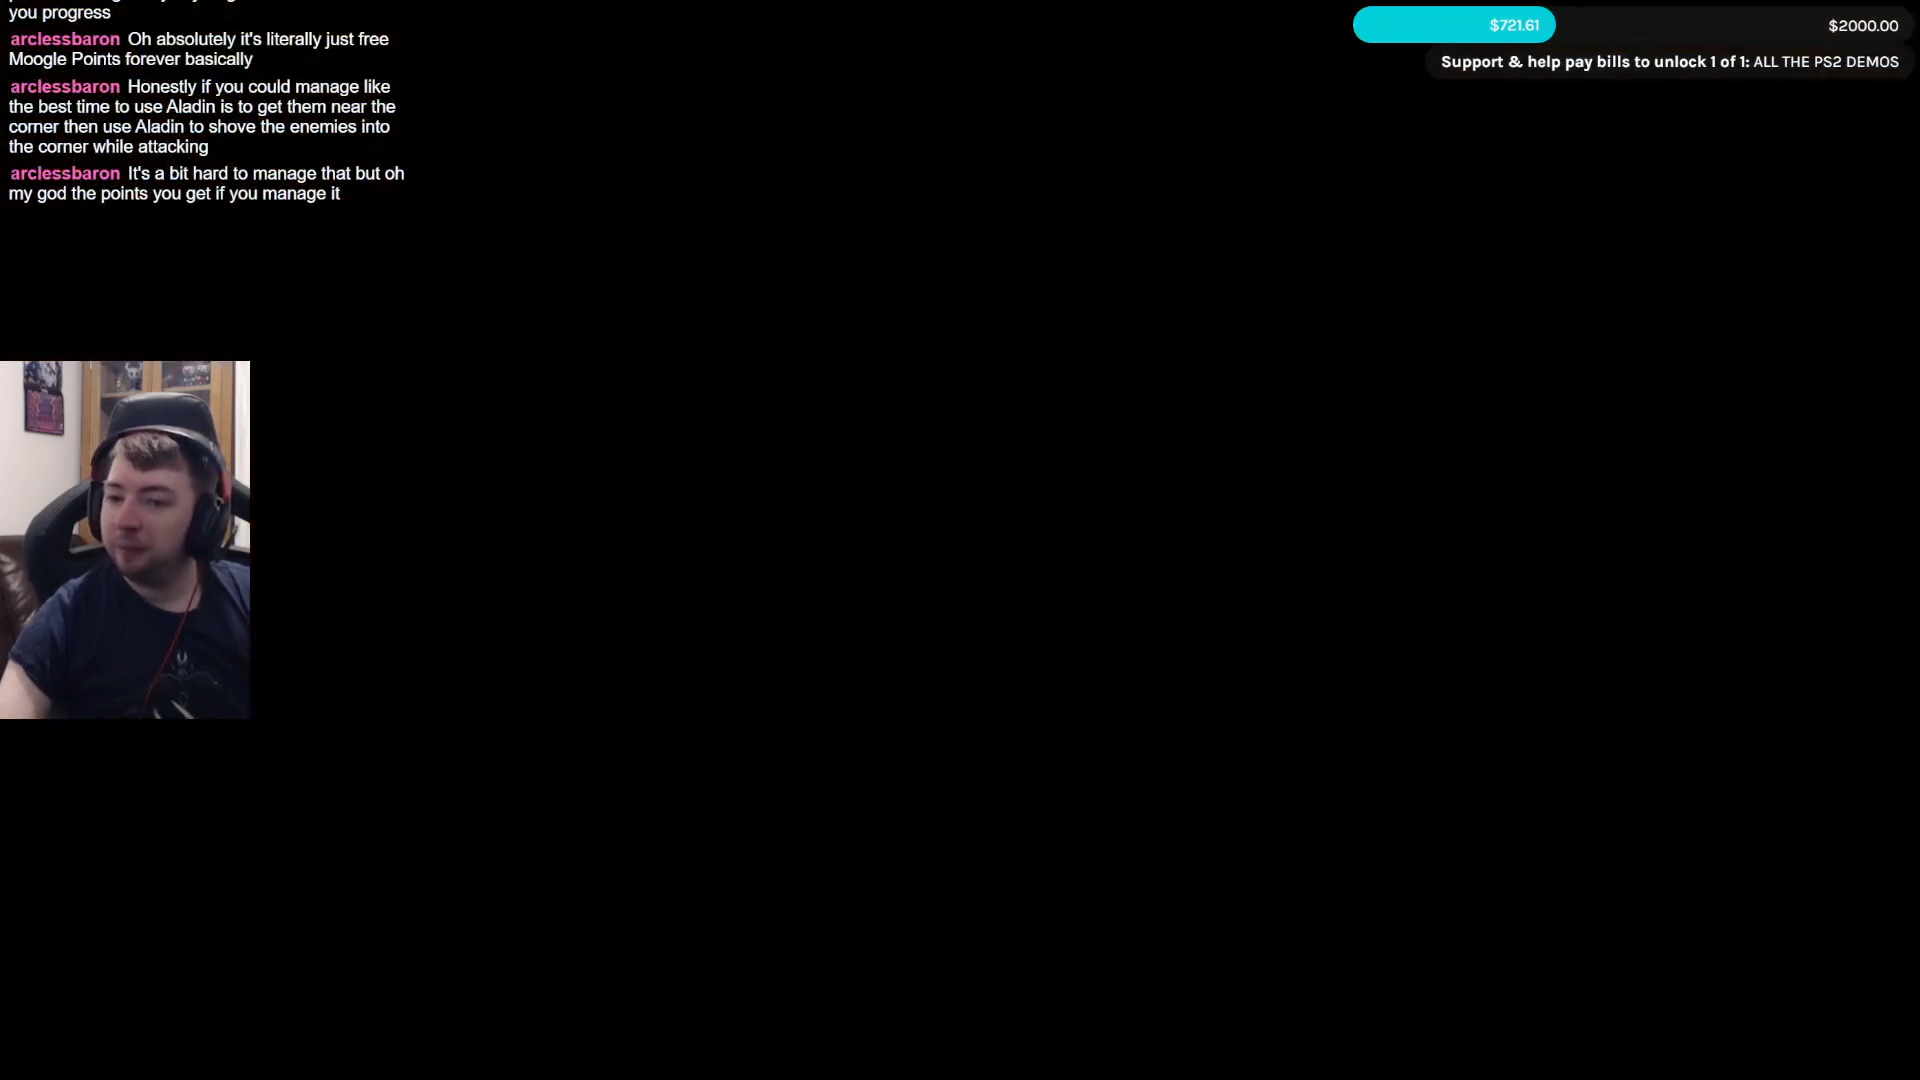 you progress
arclessbaron Oh absolutely it's literally just free
Moogle Points forever basically
arclessbaron Honestly if you could manage like
the best time to use Aladin is to get them near the
corner then use Aladin to shove the enemies into
the corner while attacking
arclessbaron It's a bit hard to manage that but oh
my god the points you get if you manage it
$721.61
$2000.00
Support & help pay bills to unlock 1 of 1: ALL THE PS2 DEMOS